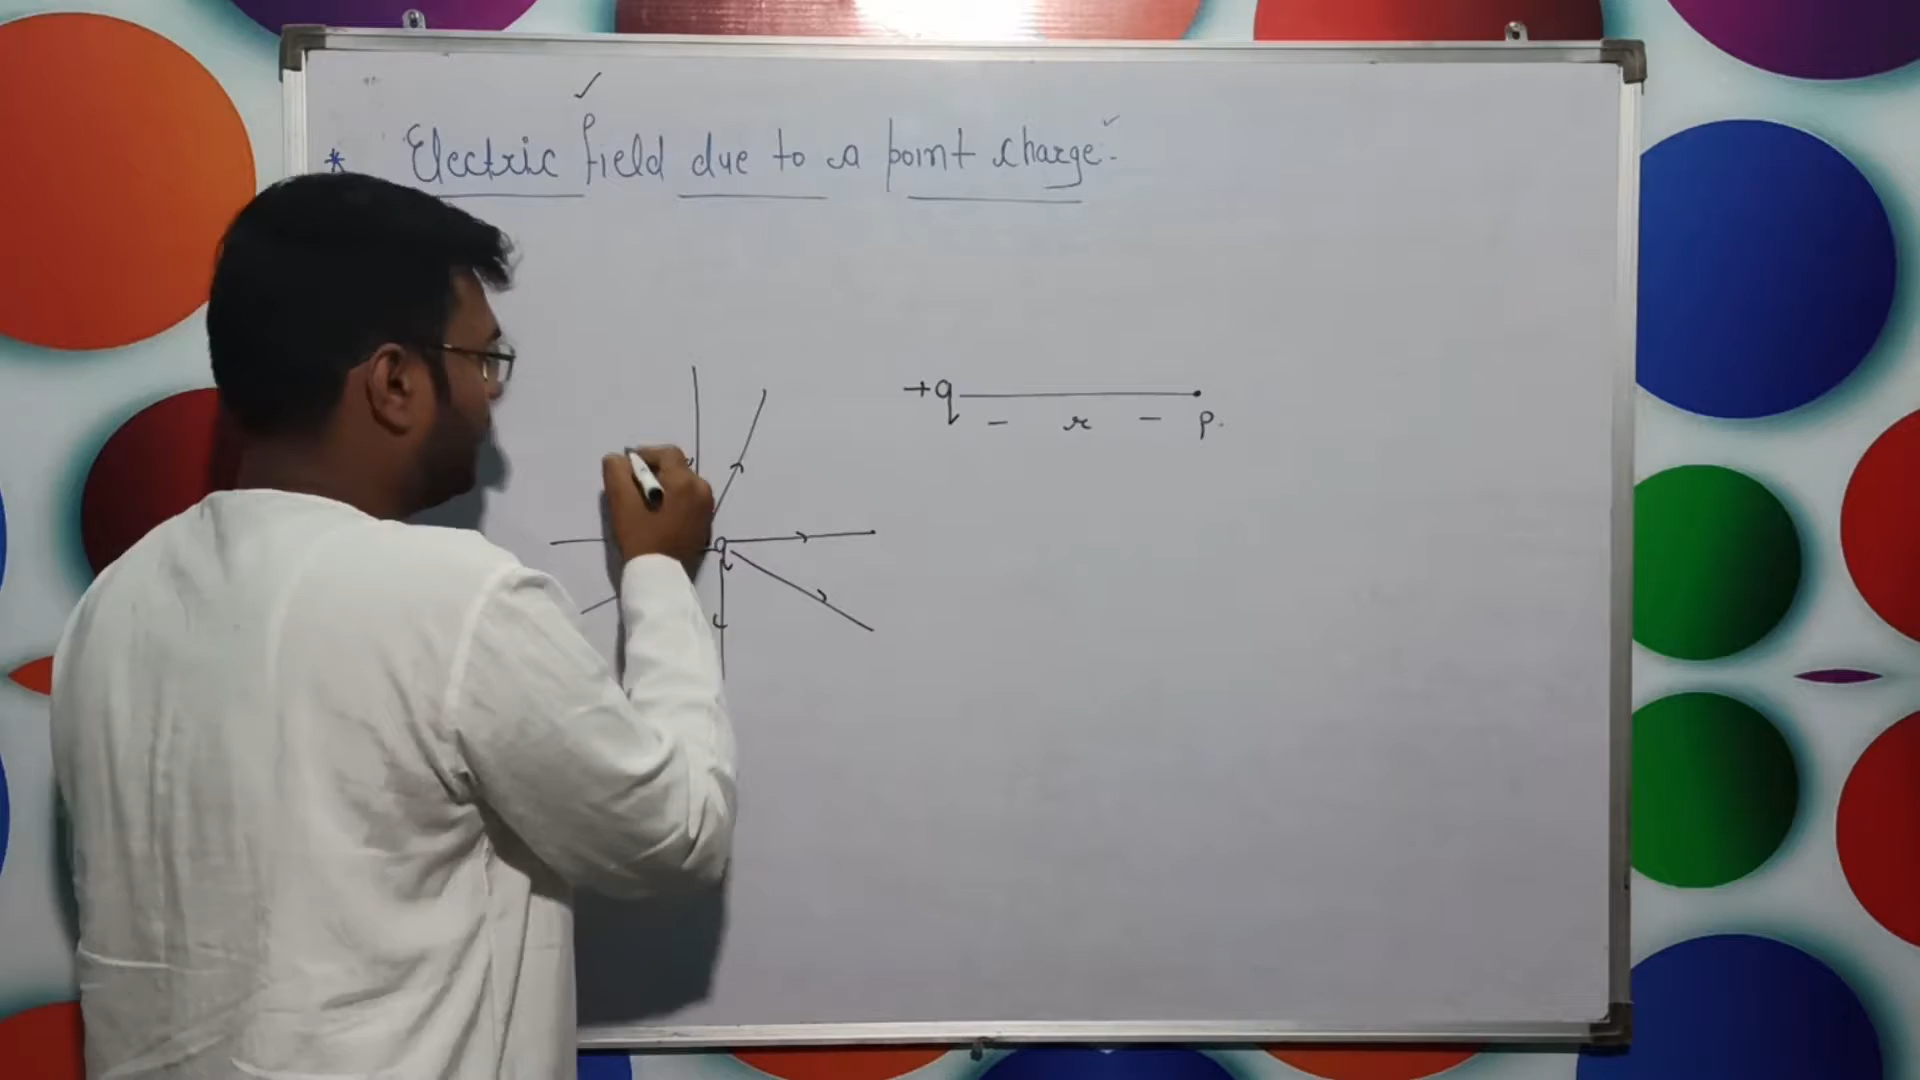 * Electric field due to a point charge.
+q
- r - p.
q